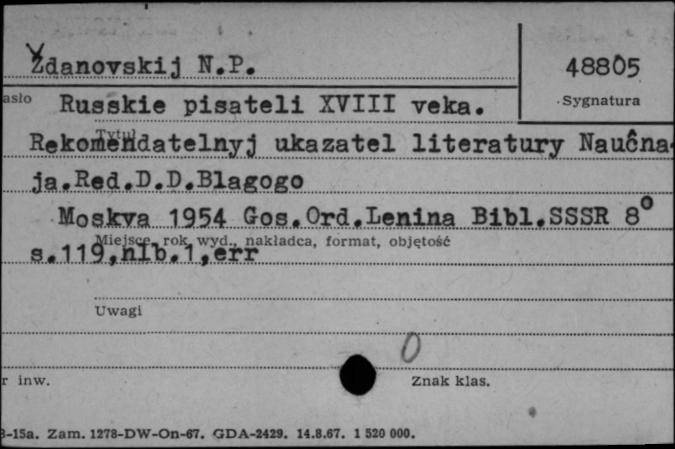 Ždanovskij N.P.
48805
asło
Sygnatura
Russkie pisateli XVIII veka.
Tytuł
Rekomendatelnyj ukazatel literatury Naučna
ja.Red.D.D.Blagogo
Moskva 1954 Gos.Ord.Lenina Bibl.SSSR 8°
Miejsce, rok wyd., nakładca, format, objętość
s.119,nlb.1,err
Uwagi
0
r inw.
Znak klas.
3-15a. Zam. 1278-DW-On-67. GDA-2429. 14.8.67. 1 520 000.